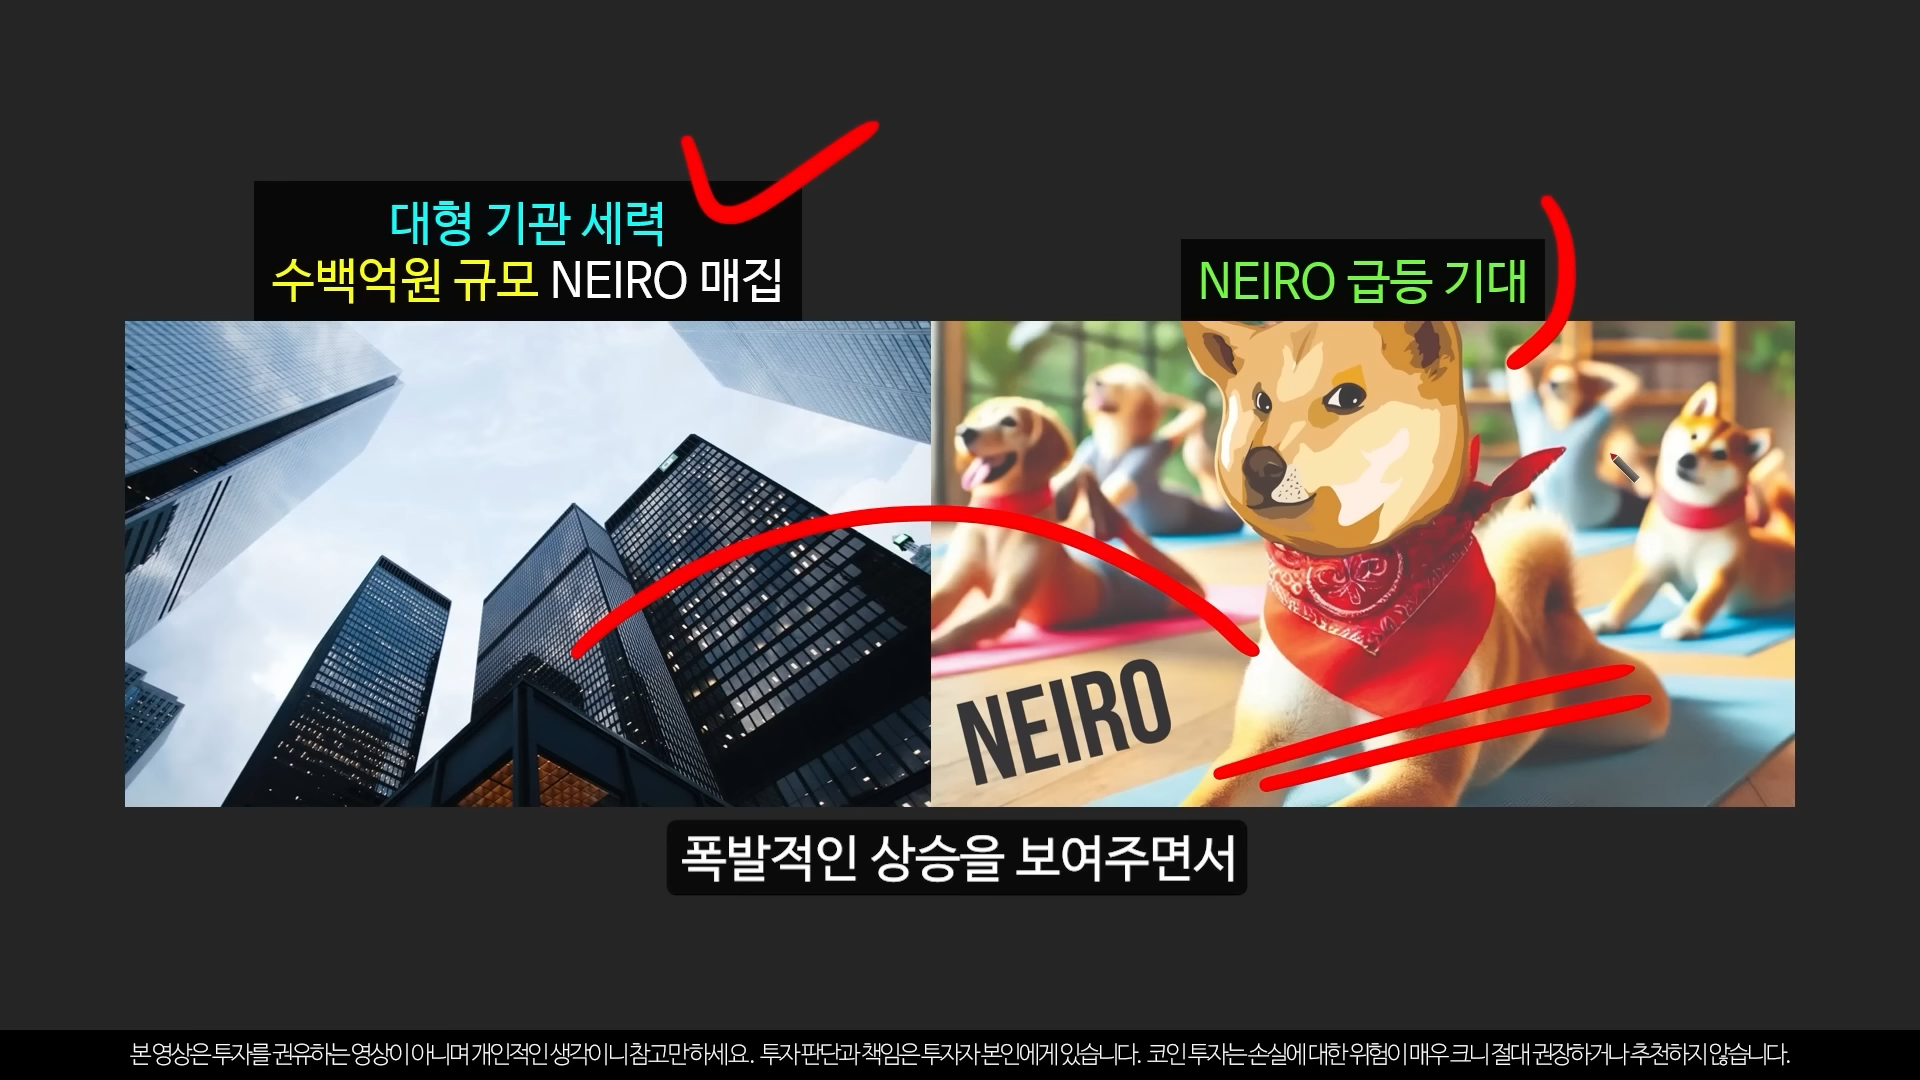 대형 기관 세력
수백억원 규모 NEIRO 매집
NEIRO 급등 기대
NEIRO
폭발적인 상승을 보여주면서
본 영상은 투자를 권유하는 영상이 아니며 개인적인 생각이니 참고만 하세요. 투자 판단과 책임은 투자자 본인에게 있습니다. 코인 투자는 손실에 대한 위험이 매우 크니 절대 권장하거나 추천하지 않습니다.